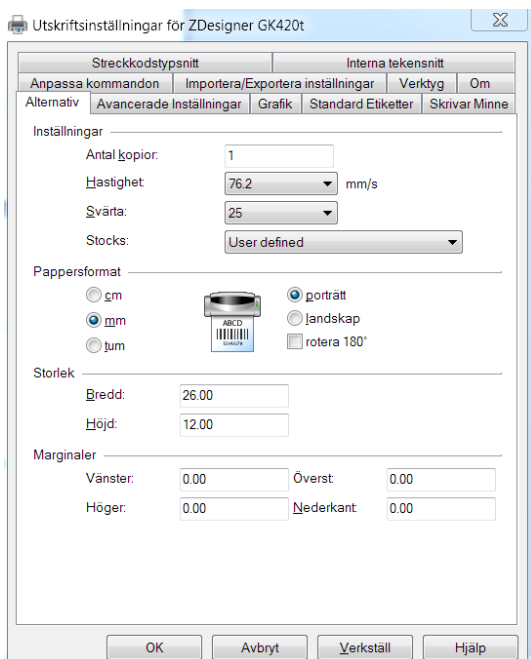 Utskriftsinställningar för ZDesigner GK420t
Streckkodstypsnitt Interna tekensnitt
Anpassa kommandon Importera/Exportera inställningar Verktyg Om
Alternativ Avancerade Inställningar Grafik Standard Etiketter Skrivar Minne
Inställningar
Antal kopior: 1
Hastighet: 76.2 mm/s
Svärta: 25
Stocks: User defined
Pappersformat
cm porträtt
mm landskap
tum rotera 180°
ABCD
Storlek
Bredd: 26.00
Höjd: 12.00
Marginaler
Vänster: 0.00 Överst: 0.00
Höger: 0.00 Nederkant: 0.00
OK Avbryt Verkställ Hjälp